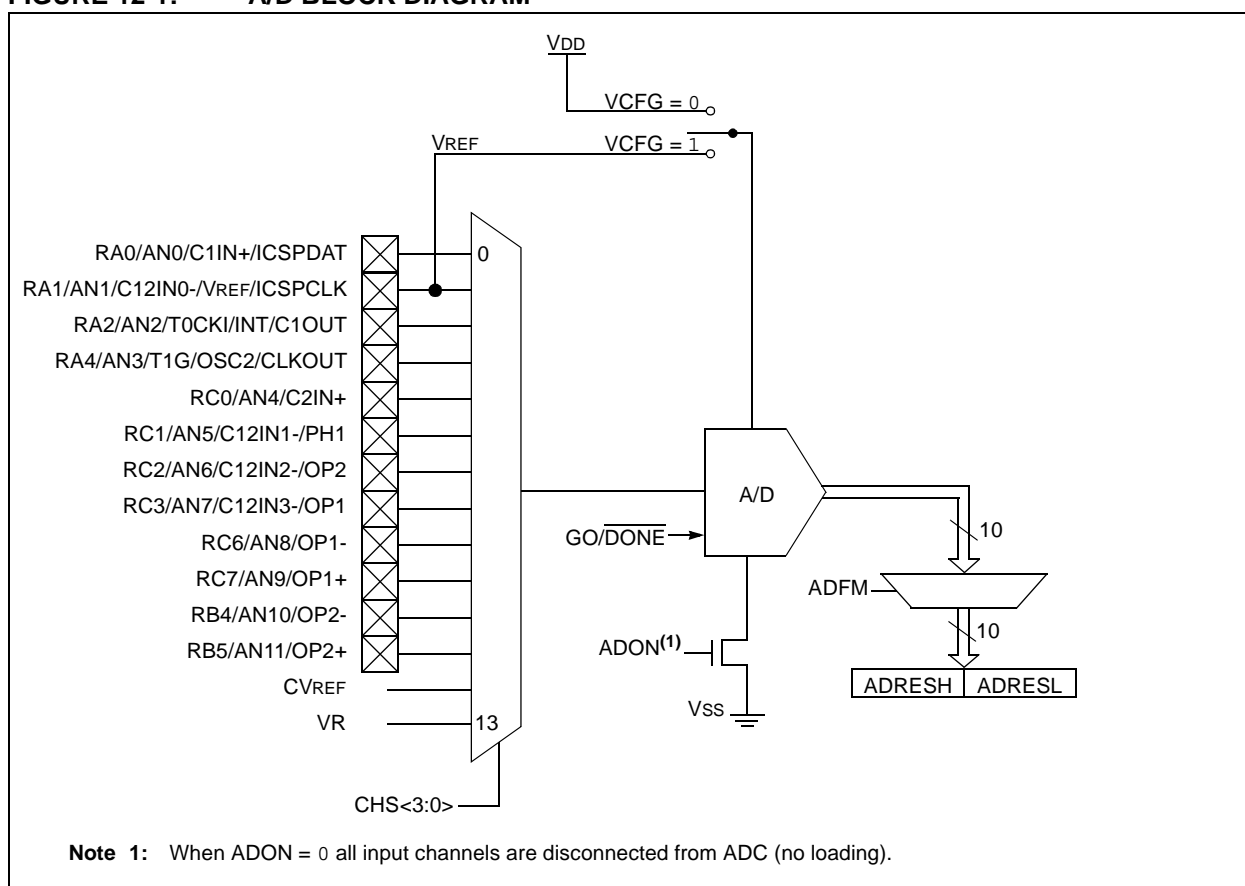 FIGURE 12-1: A/D BLOCK DIAGRAM
VDD
VCFG = 0
VREF
VCFG = 1
RA0/AN0/C1IN+/ICSPDAT
0
RA1/AN1/C12IN0-/VREF/ICSPCLK
RA2/AN2/T0CKI/INT/C1OUT
RA4/AN3/T1G/OSC2/CLKOUT
RC0/AN4/C2IN+
RC1/AN5/C12IN1-/PH1
RC2/AN6/C12IN2-/OP2
RC3/AN7/C12IN3-/OP1
RC6/AN8/OP1-
RC7/AN9/OP1+
RB4/AN10/OP2-
RB5/AN11/OP2+
CVREF
VR
13
CHS<3:0>
A/D
GO/DONE
10
ADFM
10
ADON(1)
ADRESH ADRESL
VSS
Note 1: When ADON = 0 all input channels are disconnected from ADC (no loading).